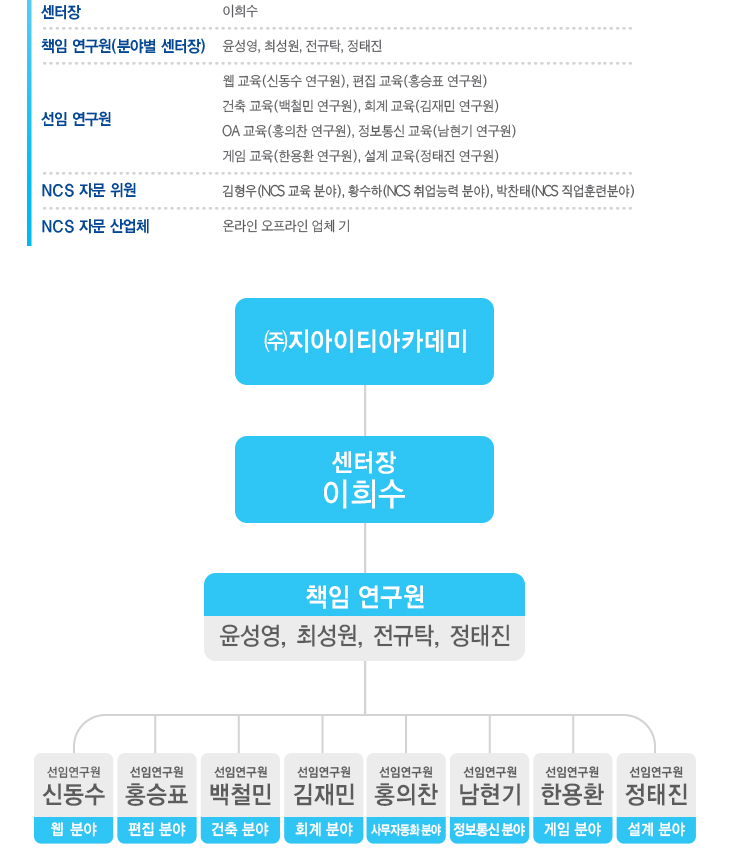 센터장 이희수
책임 연구원(분야별 센터장) 윤성영, 최성원, 전규탁, 정태진
선임 연구원
웹 교육(신동수 연구원), 편집 교육(홍승표 연구원)
건축 교육(백철민 연구원), 회계 교육(김재민 연구원)
OA 교육(홍의찬 연구원), 정보통신 교육(남현기 연구원)
게임 교육(한용환 연구원), 설계 교육(정태진 연구원)
NCS 자문 위원 김형우(NCS 교육 분야), 황수하(NCS 취업능력 분야), 박찬태(NCS 직업훈련분야)
NCS 자문 산업체 온라인 오프라인 업체 기
㈜지아이티아카데미
센터장
이희수
책임 연구원
윤성영, 최성원, 전규탁, 정태진
선임연구원 선임연구원 선임연구원 선임연구원 선임연구원 선임연구원 선임연구원 선임연구원
신동수 홍승표 백철민 김재민 홍의찬 남현기 한용환 정태진
웹 분야 편집 분야 건축 분야 회계 분야 사무자동화 분야 정보통신 분야 게임 분야 설계 분야